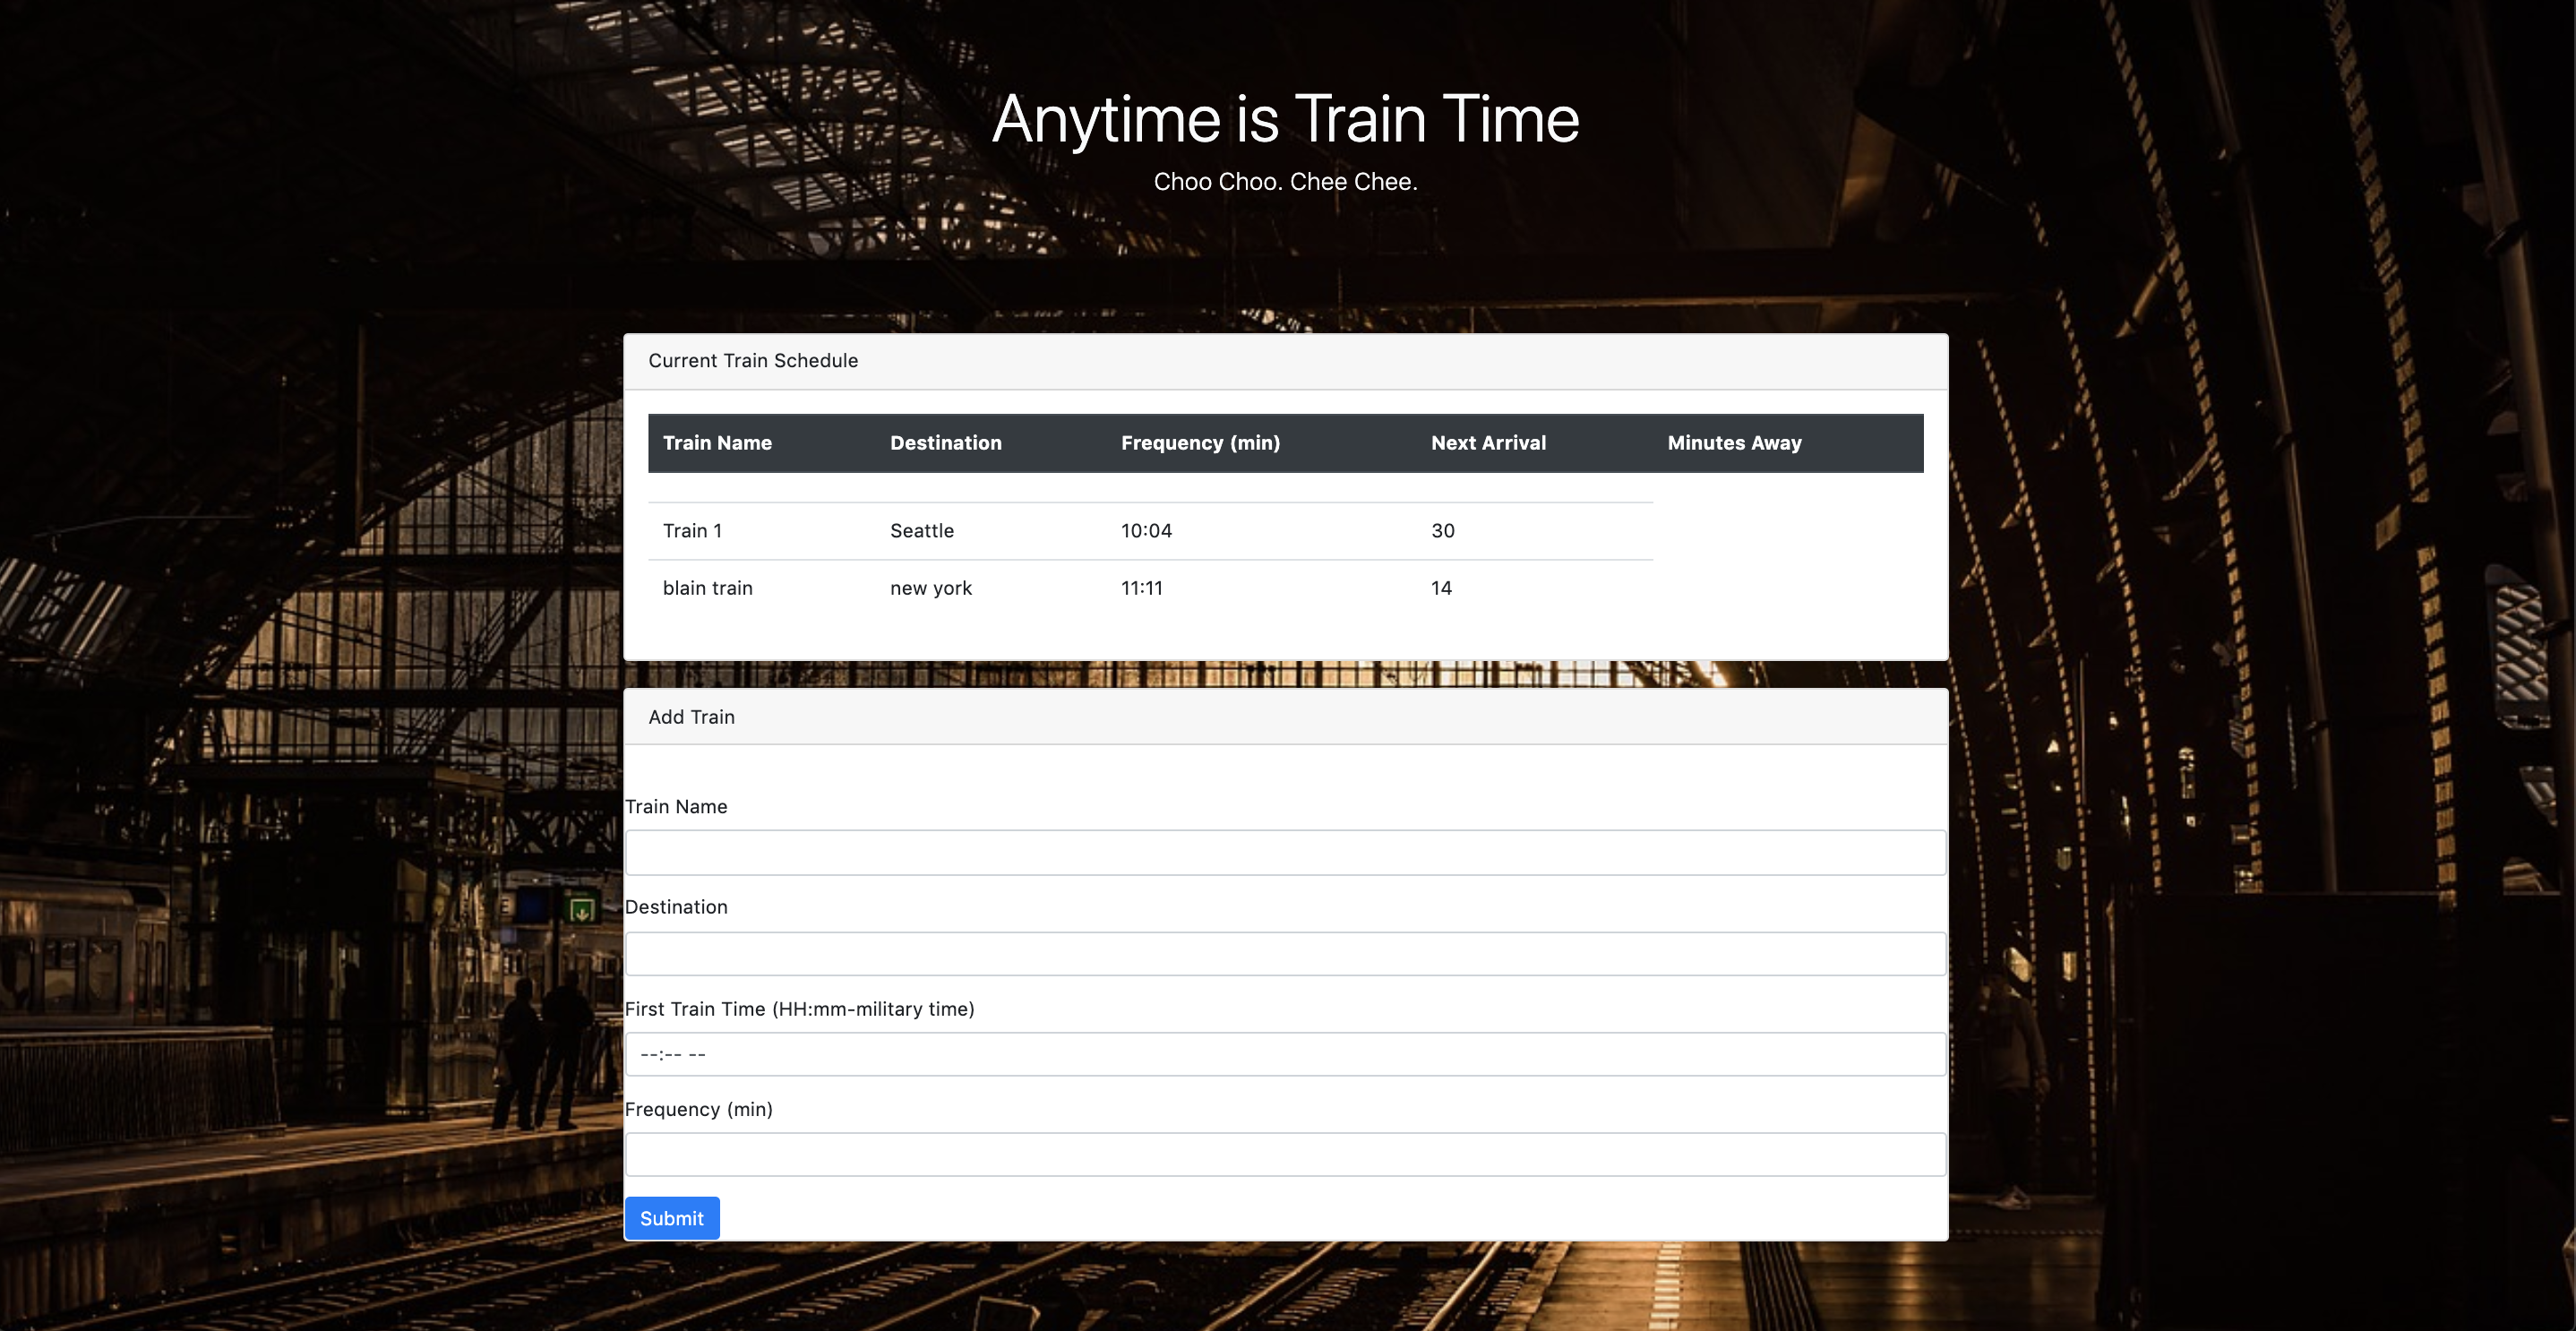 Anytime is Train Time
Choo Choo. Chee Chee.
Current Train Schedule
Train Name Destination Frequency (min) Next Arrival Minutes Away
Train 1 Seattle 10:04 30
blain train new york 11:11 14
Add Train
Train Name
Destination
First Train Time (HH:mm-military time)
--:-- --
Frequency (min)
Submit